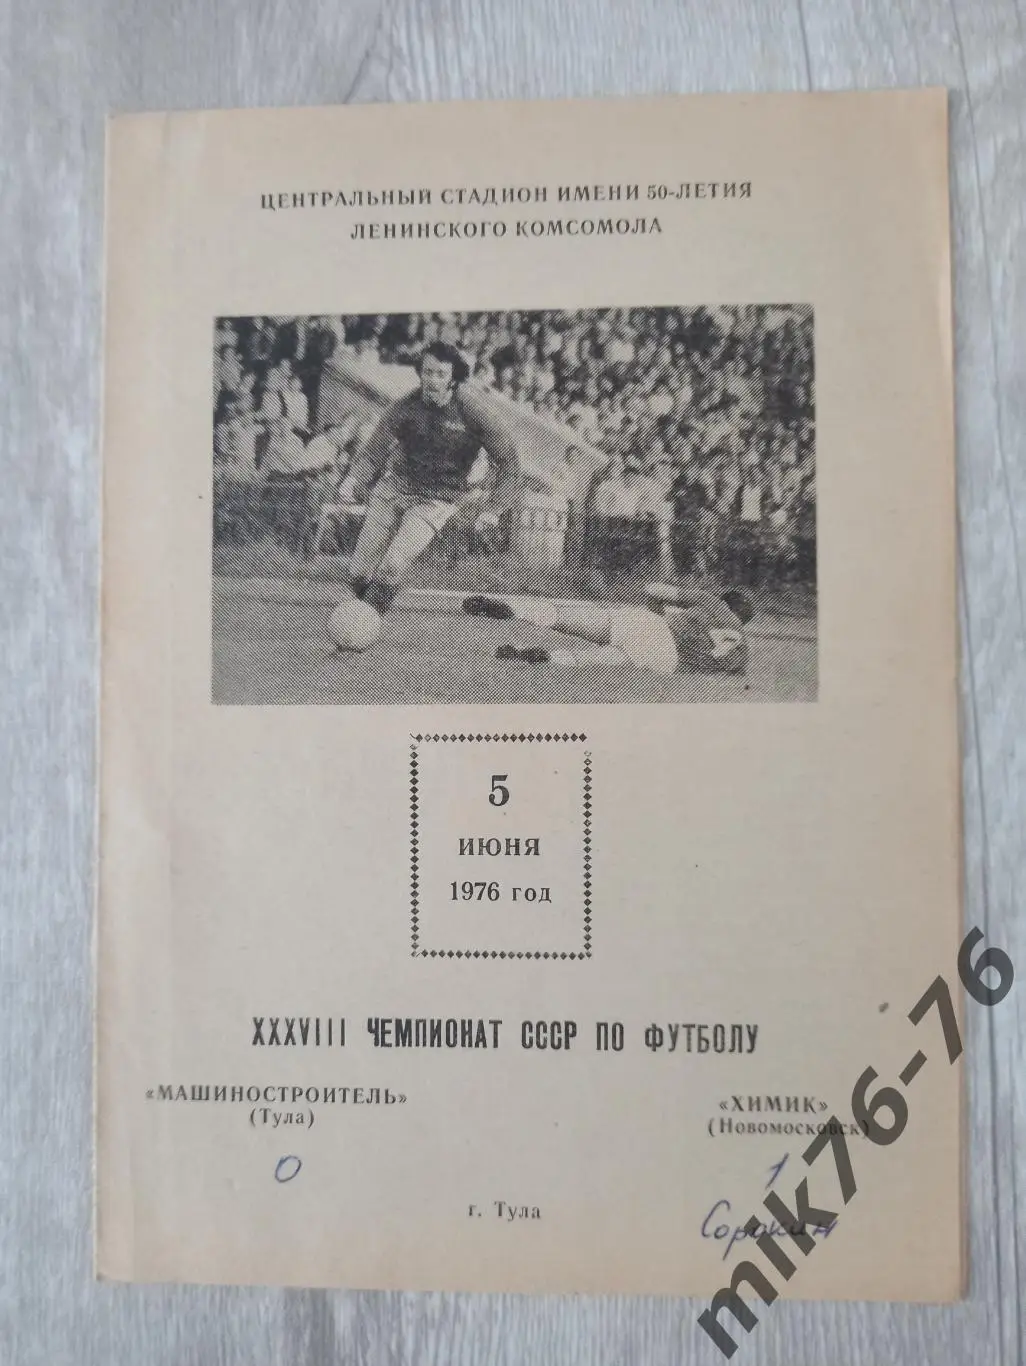 ЦЕНТРАЛЬНЫЙ СТАДИОН ИМЕНИ 50-ЛЕТИЯ
ЛЕНИНСКОГО КОМСОМОЛА
5
ИЮНЯ
1976 год
XXXVIII ЧЕМПИОНАТ СССР ПО ФУТБОЛУ
«МАШИНОСТРОИТЕЛЬ»
(Тула)
«ХИМИК»
(Новомосковск)
0
1
г. Тула
Сорокин
mik76-76